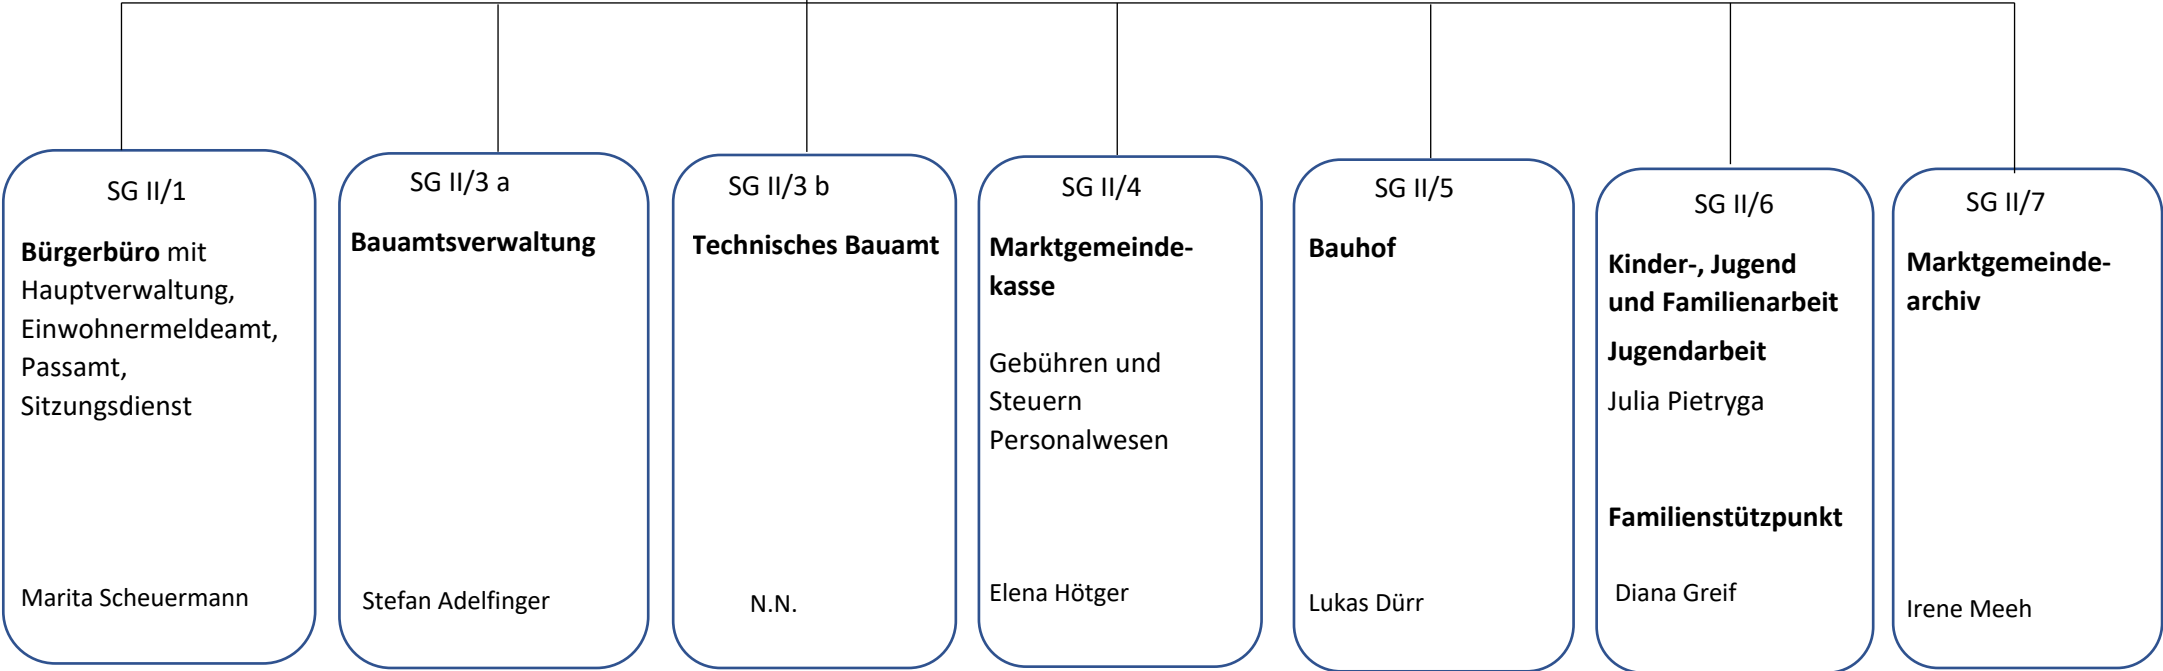 SG II/1
Bürgerbüro mit
Hauptverwaltung,
Einwohnermeldeamt,
Passamt,
Sitzungsdienst
Marita Scheuermann
SG II/3 a
Bauamtsverwaltung
Stefan Adelfinger
SG II/3 b
Technisches Bauamt
N.N.
SG II/4
Marktgemeinde-
kasse
Gebühren und
Steuern
Personalwesen
Elena Hötger
SG II/5
Bauhof
Lukas Dürr
SG II/6
Kinder-, Jugend
und Familienarbeit
Jugendarbeit
Julia Pietryga
Familienstützpunkt
Diana Greif
SG II/7
Marktgemeinde-
archiv
Irene Meeh